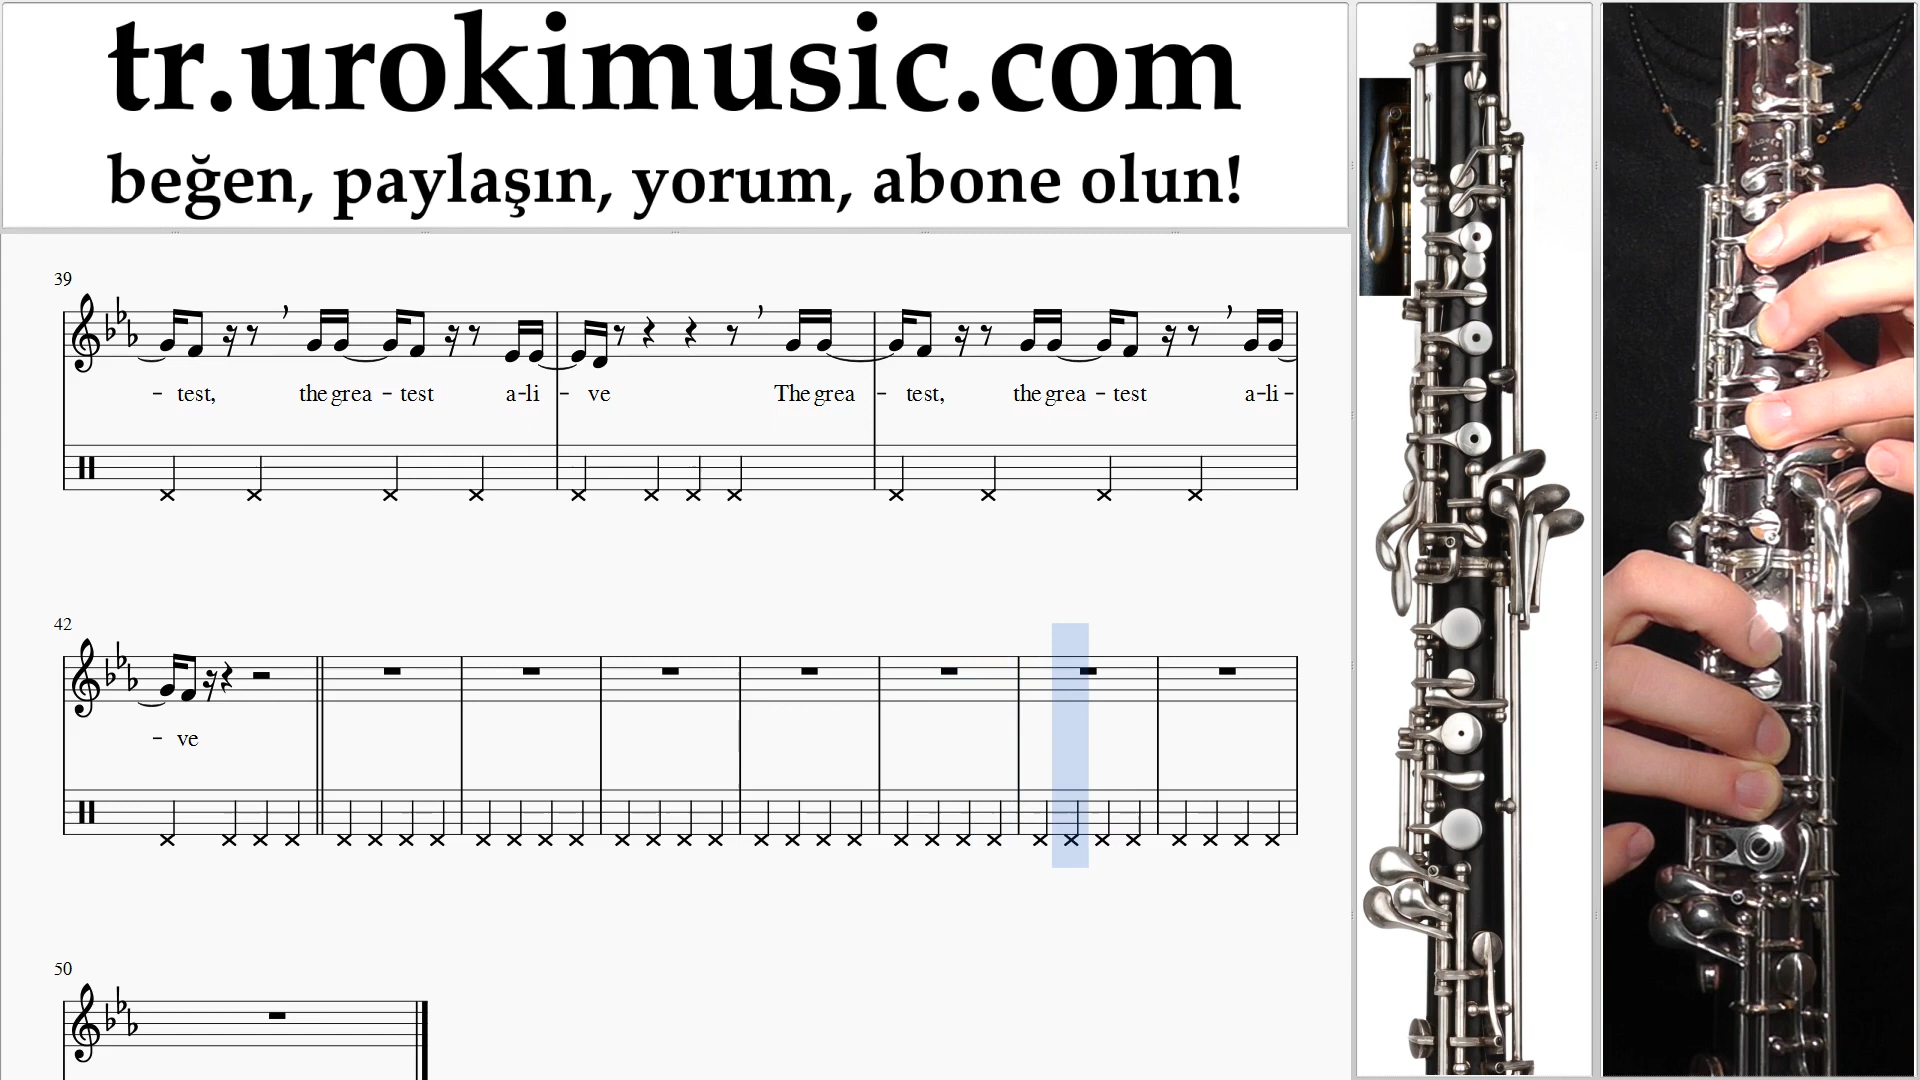 tr.urokimusic.com
beğen, paylaşın, yorum, abone olun!
39
- test, the grea - test a-li - ve The grea - test, the grea - test a-li -
42
- ve
50